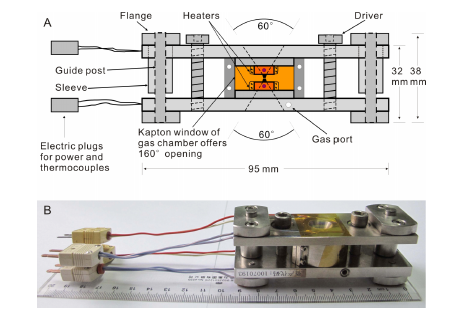 A
Flange
Heaters
Driver
60°
Guide post
Sleeve
32
mm
38
mm
Kapton window of
gas chamber offers
160° opening
60°
Gas port
Electric plugs
for power and
thermocouples
95 mm
B